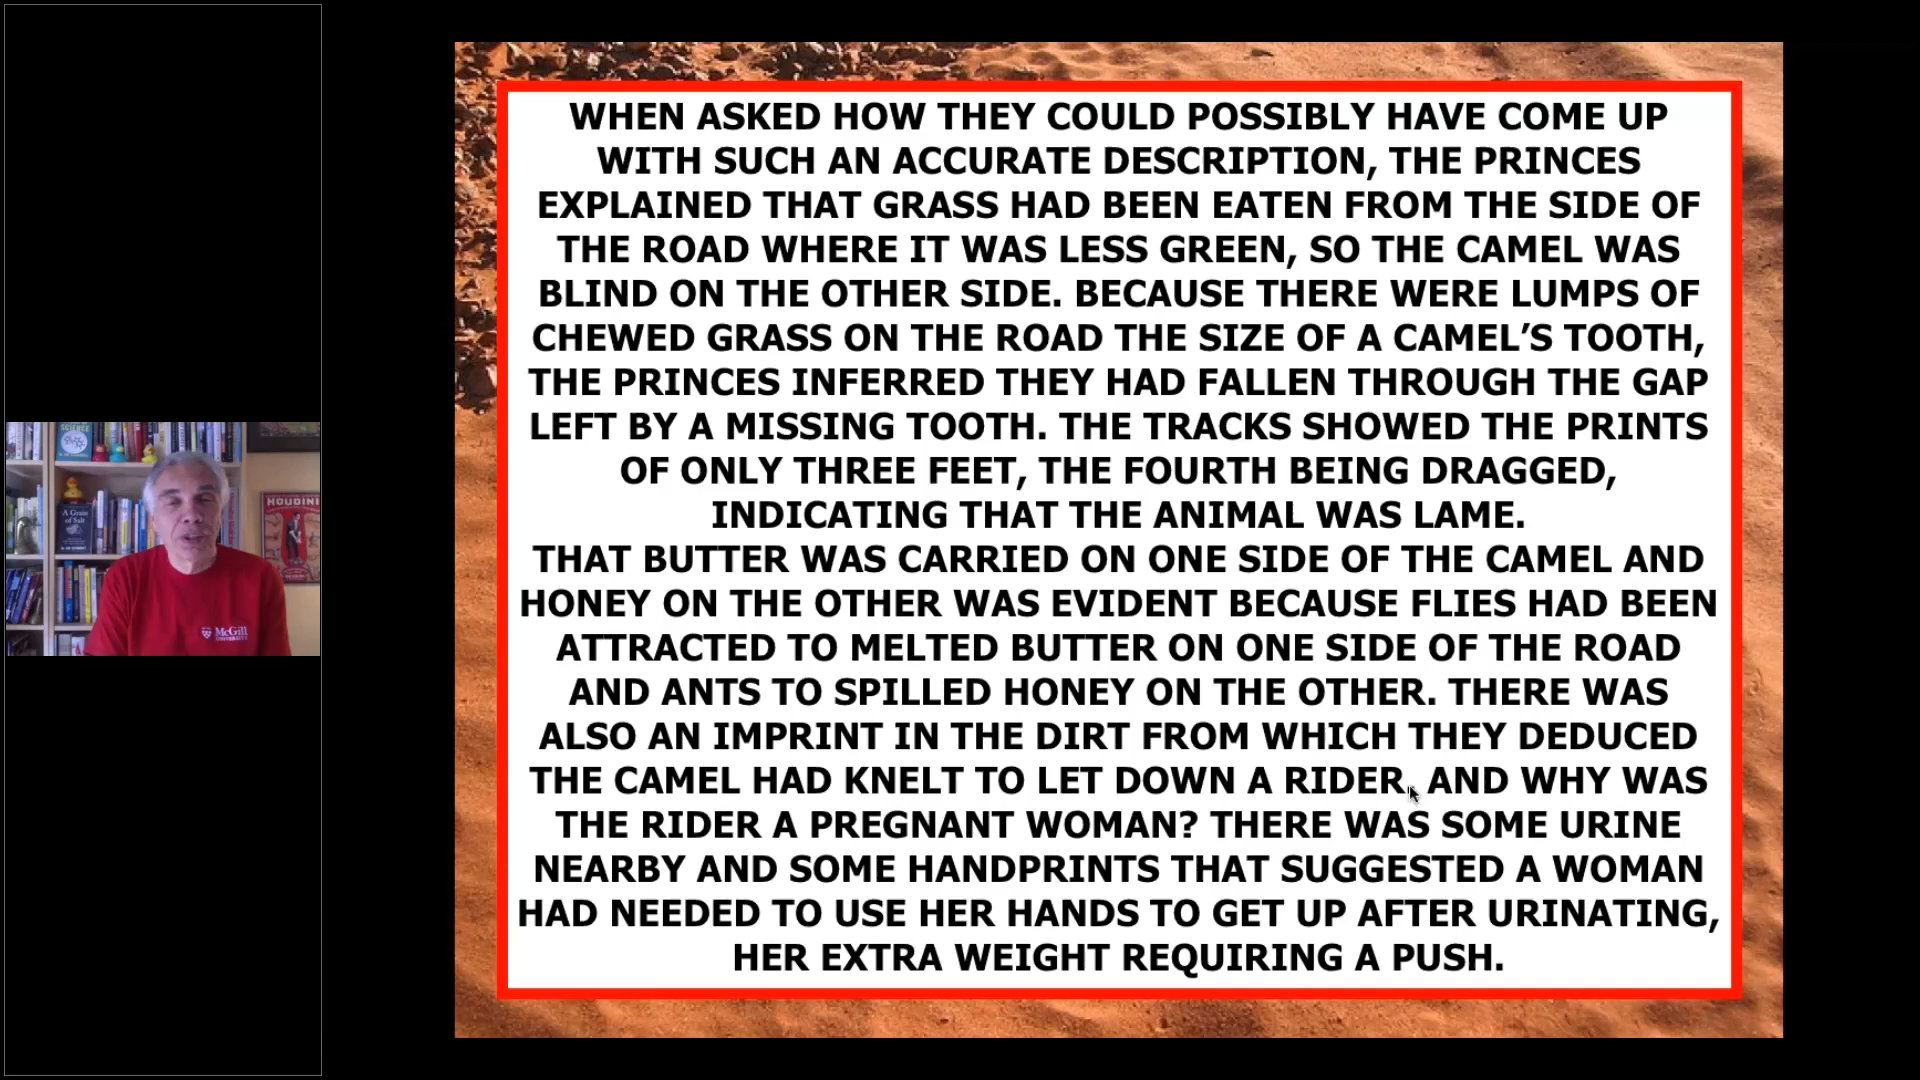 SCIENCE
A Grain
of Salt
HOUDINI
McGill
UNIVERSITY
WHEN ASKED HOW THEY COULD POSSIBLY HAVE COME UP
WITH SUCH AN ACCURATE DESCRIPTION, THE PRINCES
EXPLAINED THAT GRASS HAD BEEN EATEN FROM THE SIDE OF
THE ROAD WHERE IT WAS LESS GREEN, SO THE CAMEL WAS
BLIND ON THE OTHER SIDE. BECAUSE THERE WERE LUMPS OF
CHEWED GRASS ON THE ROAD THE SIZE OF A CAMEL’S TOOTH,
THE PRINCES INFERRED THEY HAD FALLEN THROUGH THE GAP
LEFT BY A MISSING TOOTH. THE TRACKS SHOWED THE PRINTS
OF ONLY THREE FEET, THE FOURTH BEING DRAGGED,
INDICATING THAT THE ANIMAL WAS LAME.
THAT BUTTER WAS CARRIED ON ONE SIDE OF THE CAMEL AND
HONEY ON THE OTHER WAS EVIDENT BECAUSE FLIES HAD BEEN
ATTRACTED TO MELTED BUTTER ON ONE SIDE OF THE ROAD
AND ANTS TO SPILLED HONEY ON THE OTHER. THERE WAS
ALSO AN IMPRINT IN THE DIRT FROM WHICH THEY DEDUCED
THE CAMEL HAD KNELT TO LET DOWN A RIDER. AND WHY WAS
THE RIDER A PREGNANT WOMAN? THERE WAS SOME URINE
NEARBY AND SOME HANDPRINTS THAT SUGGESTED A WOMAN
HAD NEEDED TO USE HER HANDS TO GET UP AFTER URINATING,
HER EXTRA WEIGHT REQUIRING A PUSH.